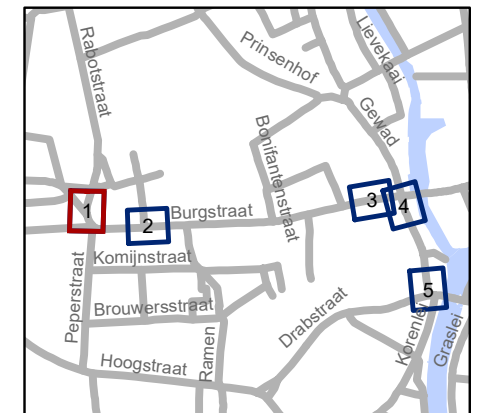 Rabotstraat
Prinsenhof
Lievekaai
Gewad
Bonifantenstraat
1
2
Burgstraat
3
4
Komijnstraat
Peperstraat
5
Brouwersstraat
Drabstraat
Korenlei
Graslei
Ramen
Hoogstraat